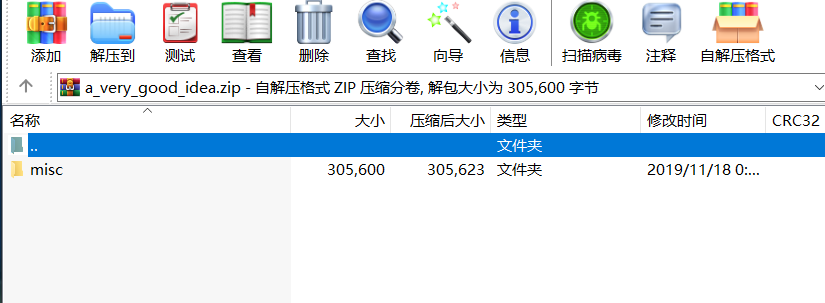 添加 解压到 测试 查看 删除 查找 向导 信息 扫描病毒 注释 自解压格式
a_very_good_idea.zip - 自解压格式 ZIP 压缩分卷, 解包大小为 305,600 字节
名称 大小 压缩后大小 类型 修改时间 CRC32
.. 文件夹
misc 305,600 305,623 文件夹 2019/11/18 0:...